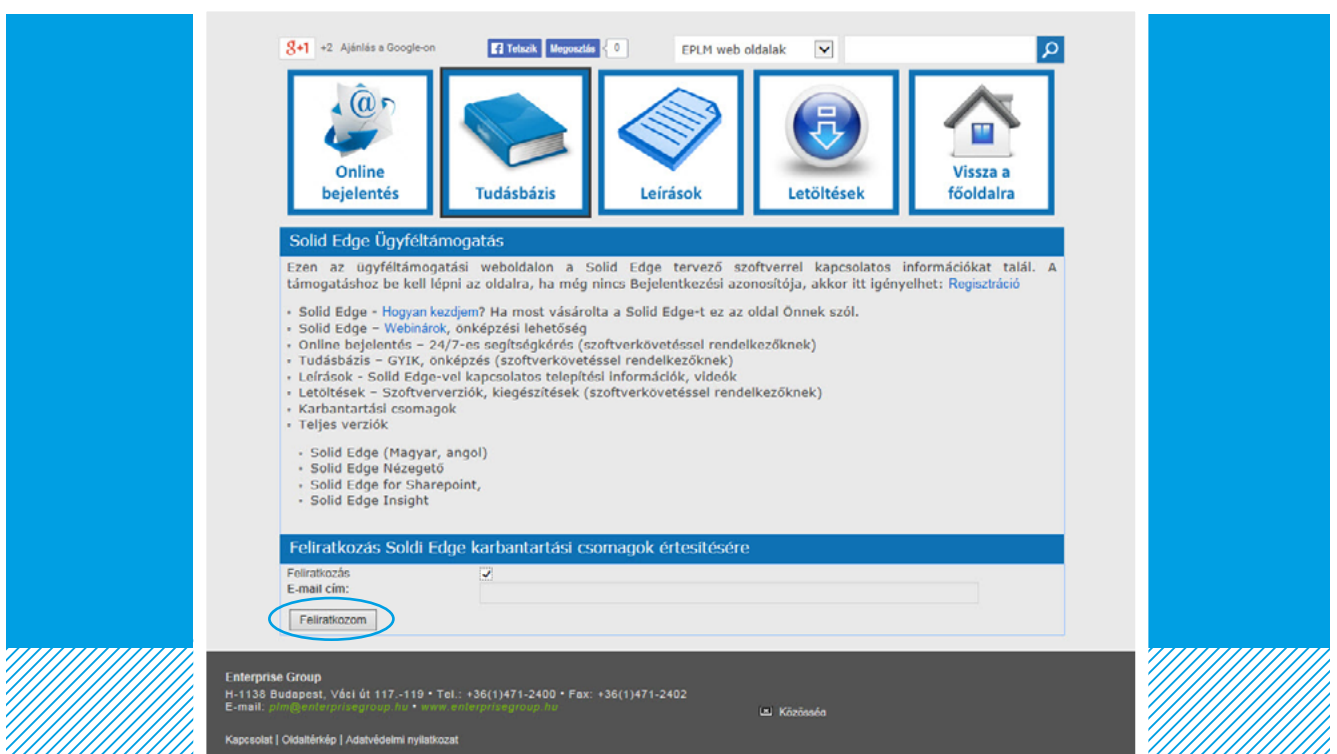 g+1 +2 Ajánlás a Google-on
Tetszik Megosztás 0
EPLM web oldalak
Online
bejelentés
Tudásbázis
Leírások
Letöltések
Vissza a
főoldalra
Solid Edge Ügyféltámogatás
Ezen az ügyféltámogatási weboldalon a Solid Edge tervező szoftverrel kapcsolatos információkat talál. A
támogatáshoz be kell lépni az oldalra, ha még nincs Bejelentkezési azonosítója, akkor itt igényelhet: Regisztráció
• Solid Edge - Hogyan kezdjem? Ha most vásárolta a Solid Edge-t ez az oldal Önnek szól.
• Solid Edge – Webinárok, önképzési lehetőség
• Online bejelentés – 24/7-es segítségkérés (szoftverkövetéssel rendelkezőknek)
• Tudásbázis – GYIK, önképzés (szoftverkövetéssel rendelkezőknek)
• Leírások - Solid Edge-vel kapcsolatos telepítési információk, videók
• Letöltések – Szoftververziók, kiegészítések (szoftverkövetéssel rendelkezőknek)
• Karbantartási csomagok
• Teljes verziók
• Solid Edge (Magyar, angol)
• Solid Edge Nézegető
• Solid Edge for Sharepoint,
• Solid Edge Insight
Feliratkozás Soldi Edge karbantartási csomagok értesítésére
Feliratkozás
E-mail cím:
Feliratkozom
Enterprise Group
H-1138 Budapest, Váci út 117.-119 • Tel.: +36(1)471-2400 • Fax: +36(1)471-2402
E-mail: plm@enterprisegroup.hu • www.enterprisegroup.hu
Közösség
Kapcsolat | Oldaltérkép | Adatvédelmi nyilatkozat